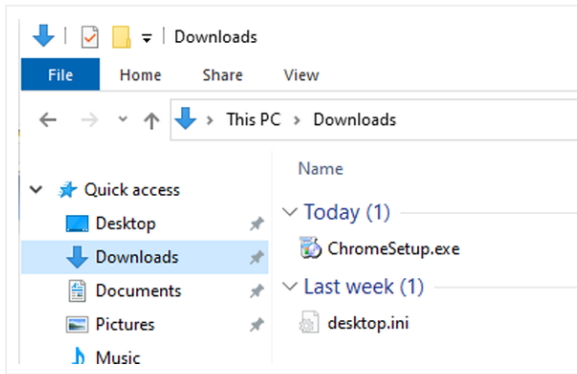 Downloads
File Home Share View
This PC > Downloads
Name
Quick access
Today (1)
Desktop
ChromeSetup.exe
Downloads
Documents
Last week (1)
Pictures
desktop.ini
Music